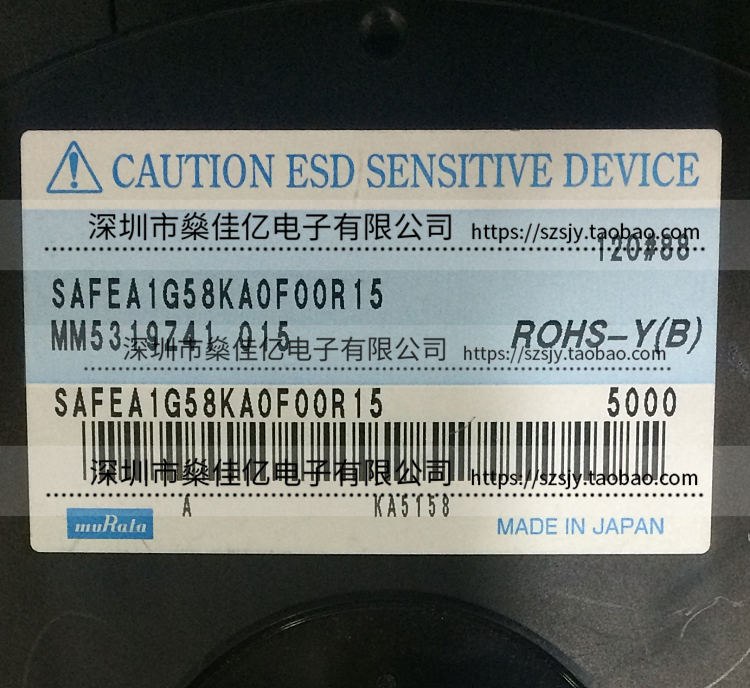 CAUTION ESD SENSITIVE DEVICE
深圳市燊佳亿电子有限公司 https://szsjy.taobao.com
120#88
SAFEA1G58KA0F00R15
MM5319Z41 015 ROHS-Y(B)
深圳市燊佳亿电子有限公司 https://szsjy.taobao.com
SAFEA1G58KA0F00R15 5000
深圳市燊佳亿电子有限公司 https://szsjy.taobao.com
A KA5158
muRata MADE IN JAPAN